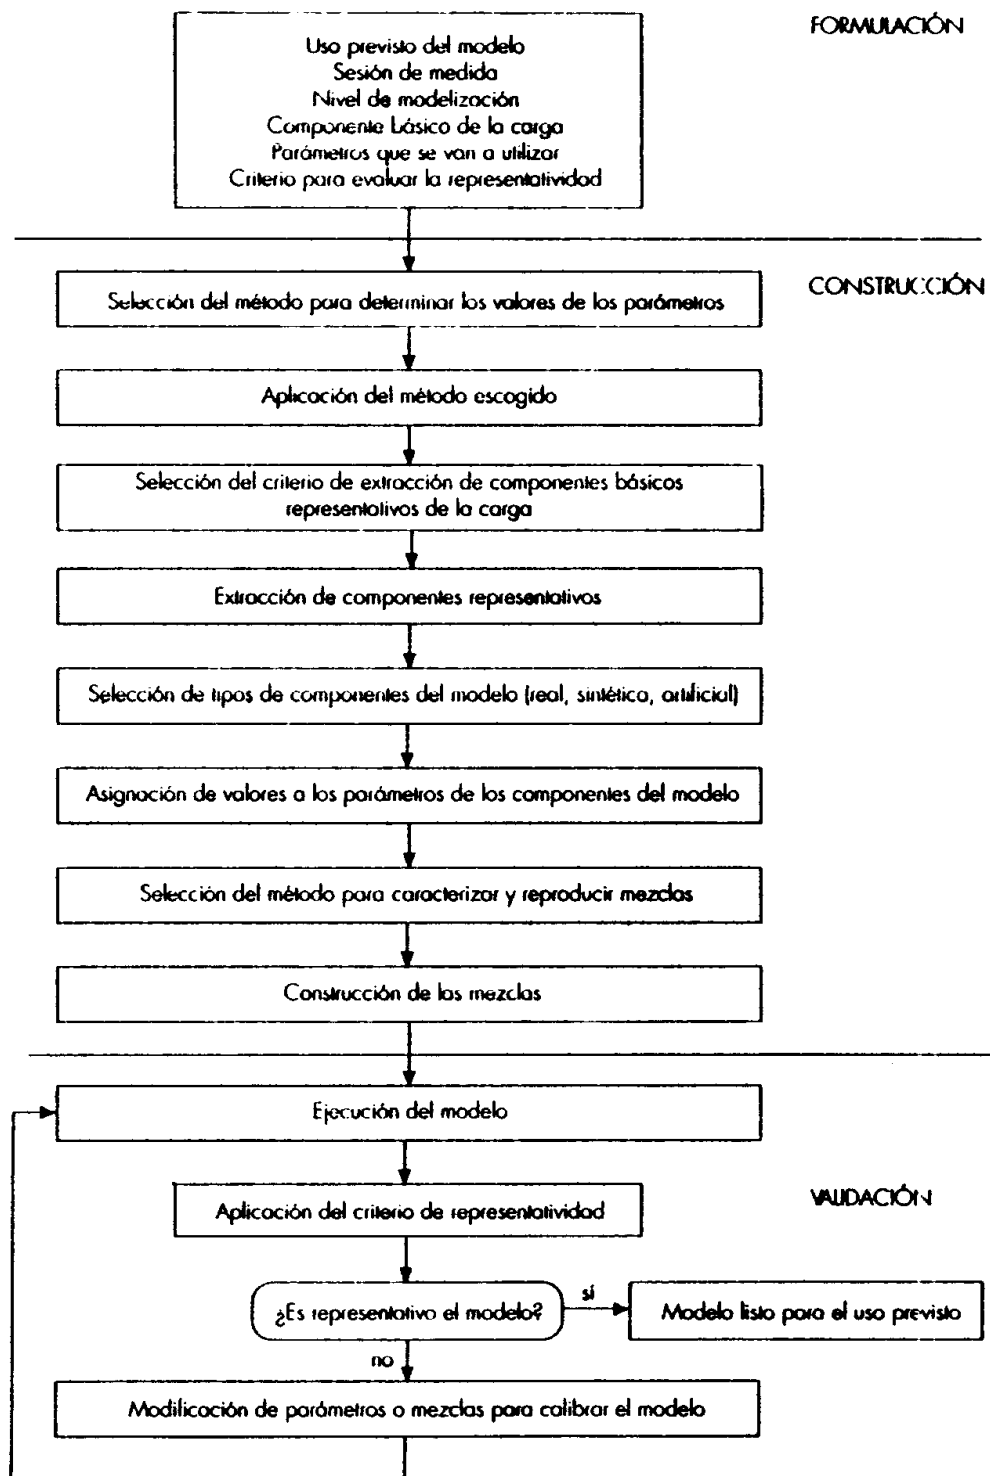 FORMULACIÓN
Uso previsto del modelo
Sesión de medida
Nivel de modelización
Componente básico de la carga
Parámetros que se van a utilizar
Criterio para evaluar la representatividad
CONSTRUCCIÓN
Selección del método para determinar los valores de los parámetros
Aplicación del método escogido
Selección del criterio de extracción de componentes básicos
representativos de la carga
Extracción de componentes representativos
Selección de tipos de componentes del modelo (real, sintética, artificial)
Asignación de valores a los parámetros de los componentes del modelo
Selección del método para caracterizar y reproducir mezclas
Construcción de las mezclas
Ejecución del modelo
VALIDACIÓN
Aplicación del criterio de representatividad
¿Es representativo el modelo?
sí
Modelo listo para el uso previsto
no
Modificación de parámetros o mezclas para calibrar el modelo